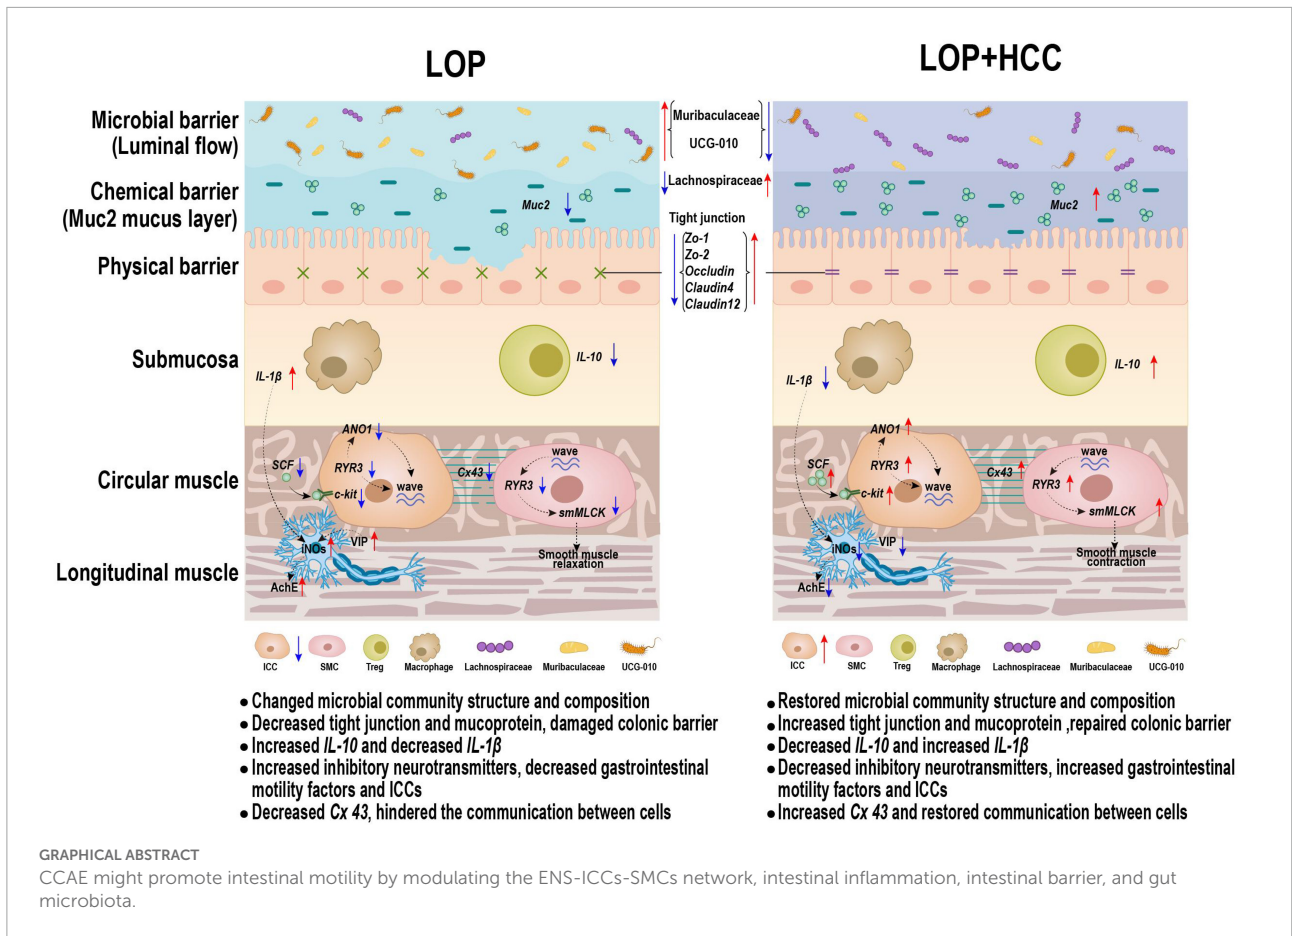 LOP
LOP+HCC
Microbial barrier
(Luminal flow)
Chemical barrier
(Muc2 mucus layer)
Physical barrier
Submucosa
Circular muscle
Longitudinal muscle
Muribaculaceae
UCG-010
Lachnospiraceae
Tight junction
Zo-1
Zo-2
Occludin
Claudin4
Claudin12
Muc2
IL-1β
IL-10
ANO1
SCF
RYR3
c-kit
wave
Cx43
wave
RYR3
smMLCK
iNOs
VIP
AchE
Smooth muscle
relaxation
Muc2
IL-1β
IL-10
ANO1
SCF
RYR3
c-kit
wave
Cx43
wave
RYR3
smMLCK
iNOs
VIP
AchE
Smooth muscle
contraction
ICC
SMC
Treg
Macrophage
Lachnospiraceae
Muribaculaceae
UCG-010
ICC
SMC
Treg
Macrophage
Lachnospiraceae
Muribaculaceae
UCG-010
● Changed microbial community structure and composition
● Decreased tight junction and mucoprotein, damaged colonic barrier
● Increased IL-10 and decreased IL-1β
● Increased inhibitory neurotransmitters, decreased gastrointestinal
motility factors and ICCs
● Decreased Cx 43, hindered the communication between cells
● Restored microbial community structure and composition
● Increased tight junction and mucoprotein ,repaired colonic barrier
● Decreased IL-10 and increased IL-1β
● Decreased inhibitory neurotransmitters, increased gastrointestinal
motility factors and ICCs
● Increased Cx 43 and restored communication between cells
GRAPHICAL ABSTRACT
CCAE might promote intestinal motility by modulating the ENS-ICCs-SMCs network, intestinal inflammation, intestinal barrier, and gut
microbiota.